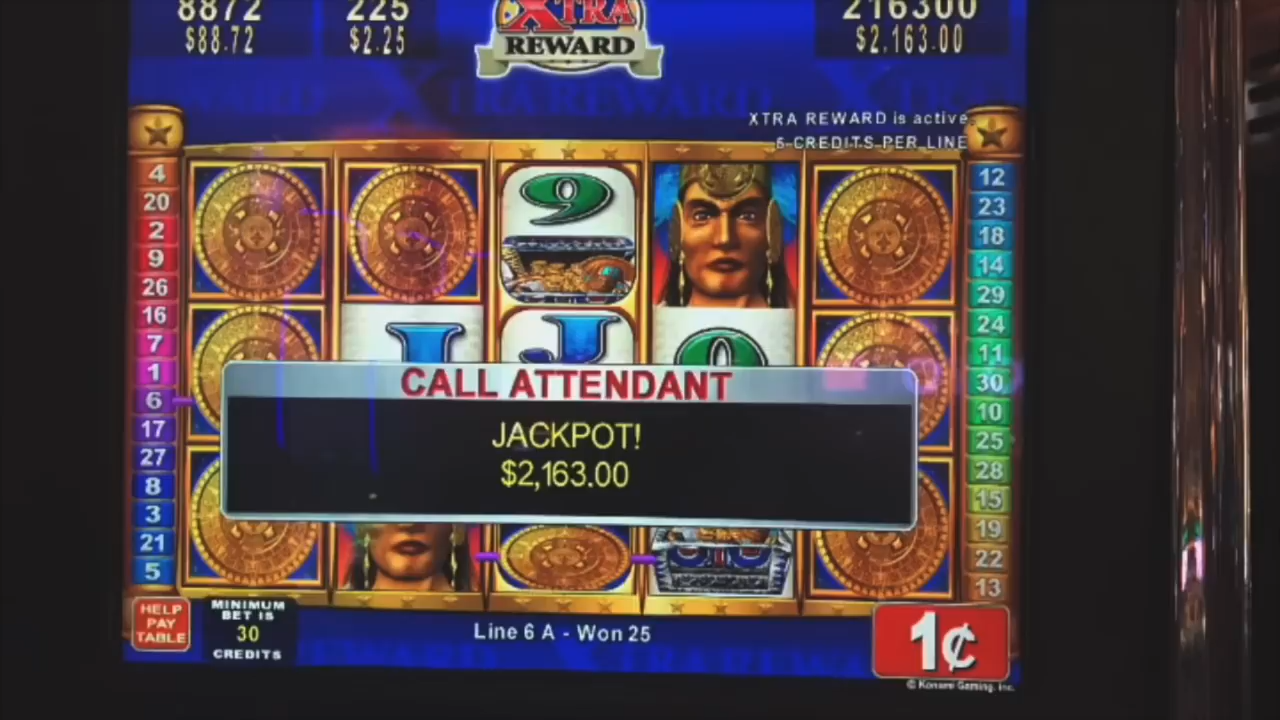 8872
$88.72
225
$2.25
XTRA
REWARD
216300
$2,163.00
XTRA REWARD is active.
5 CREDITS PER LINE
4
20
2
9
26
16
7
1
6
17
27
8
3
21
5
9
J
CALL ATTENDANT
JACKPOT!
$2,163.00
12
23
18
14
29
24
11
30
10
25
28
15
19
22
13
HELP
PAY
TABLE
MINIMUM
BET IS
30
CREDITS
Line 6 A - Won 25
1¢
© Konami Gaming, Inc.